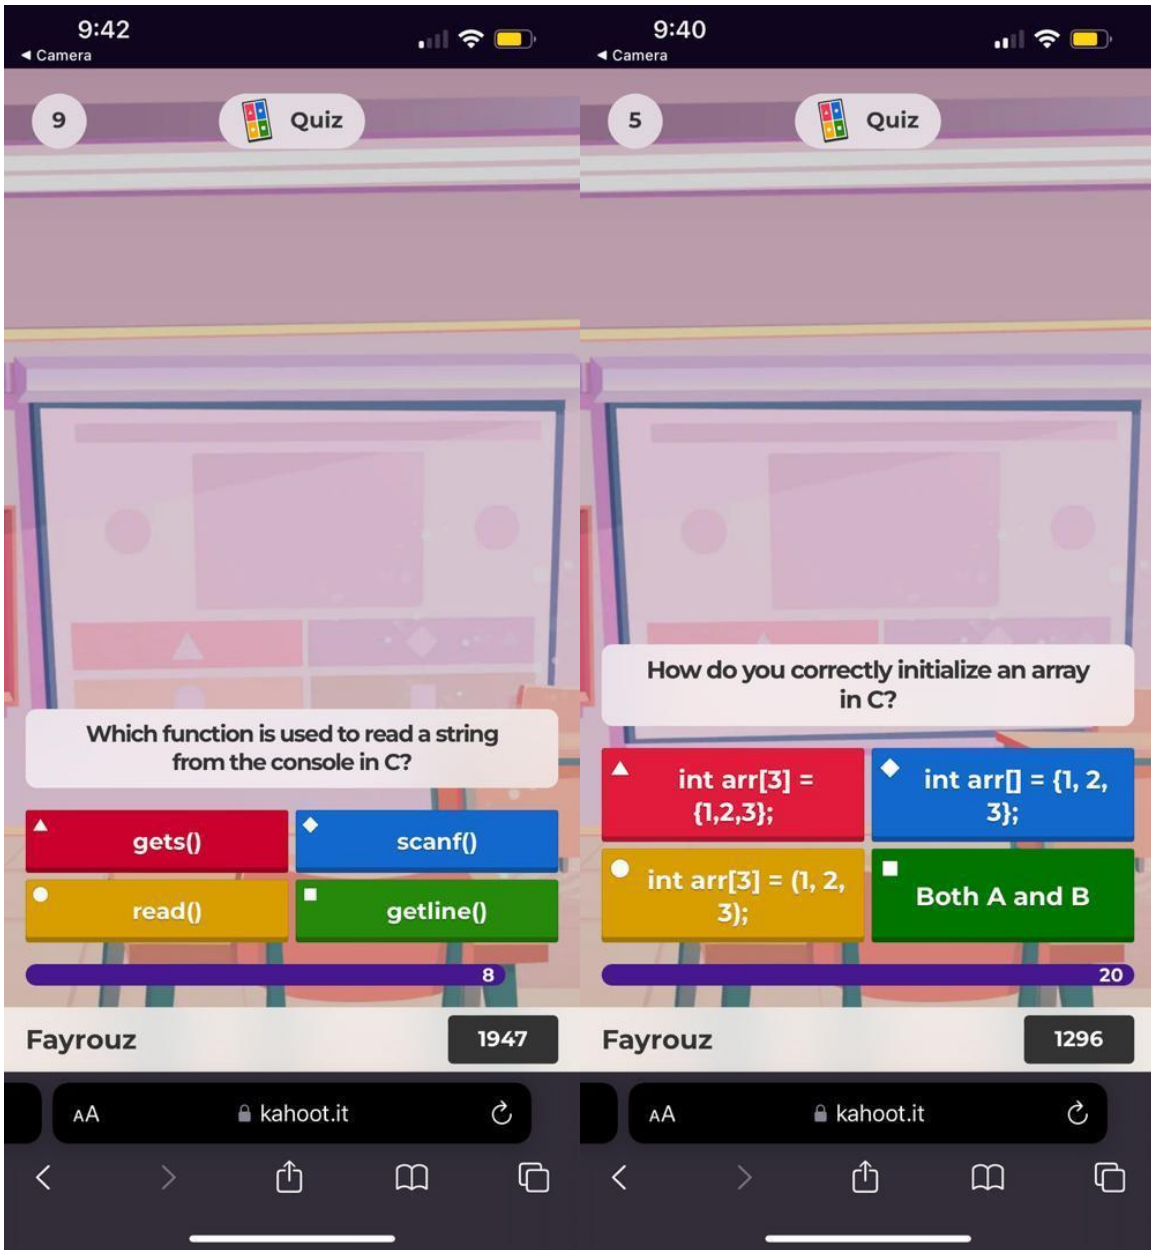 9:42
◀ Camera
9
Quiz
Which function is used to read a string
from the console in C?
gets()
scanf()
read()
getline()
8
Fayrouz
1947
AA
kahoot.it
9:40
◀ Camera
5
Quiz
How do you correctly initialize an array
in C?
int arr[3] =
{1,2,3};
int arr[] = {1, 2,
3};
int arr[3] = (1, 2,
3);
Both A and B
20
Fayrouz
1296
AA
kahoot.it